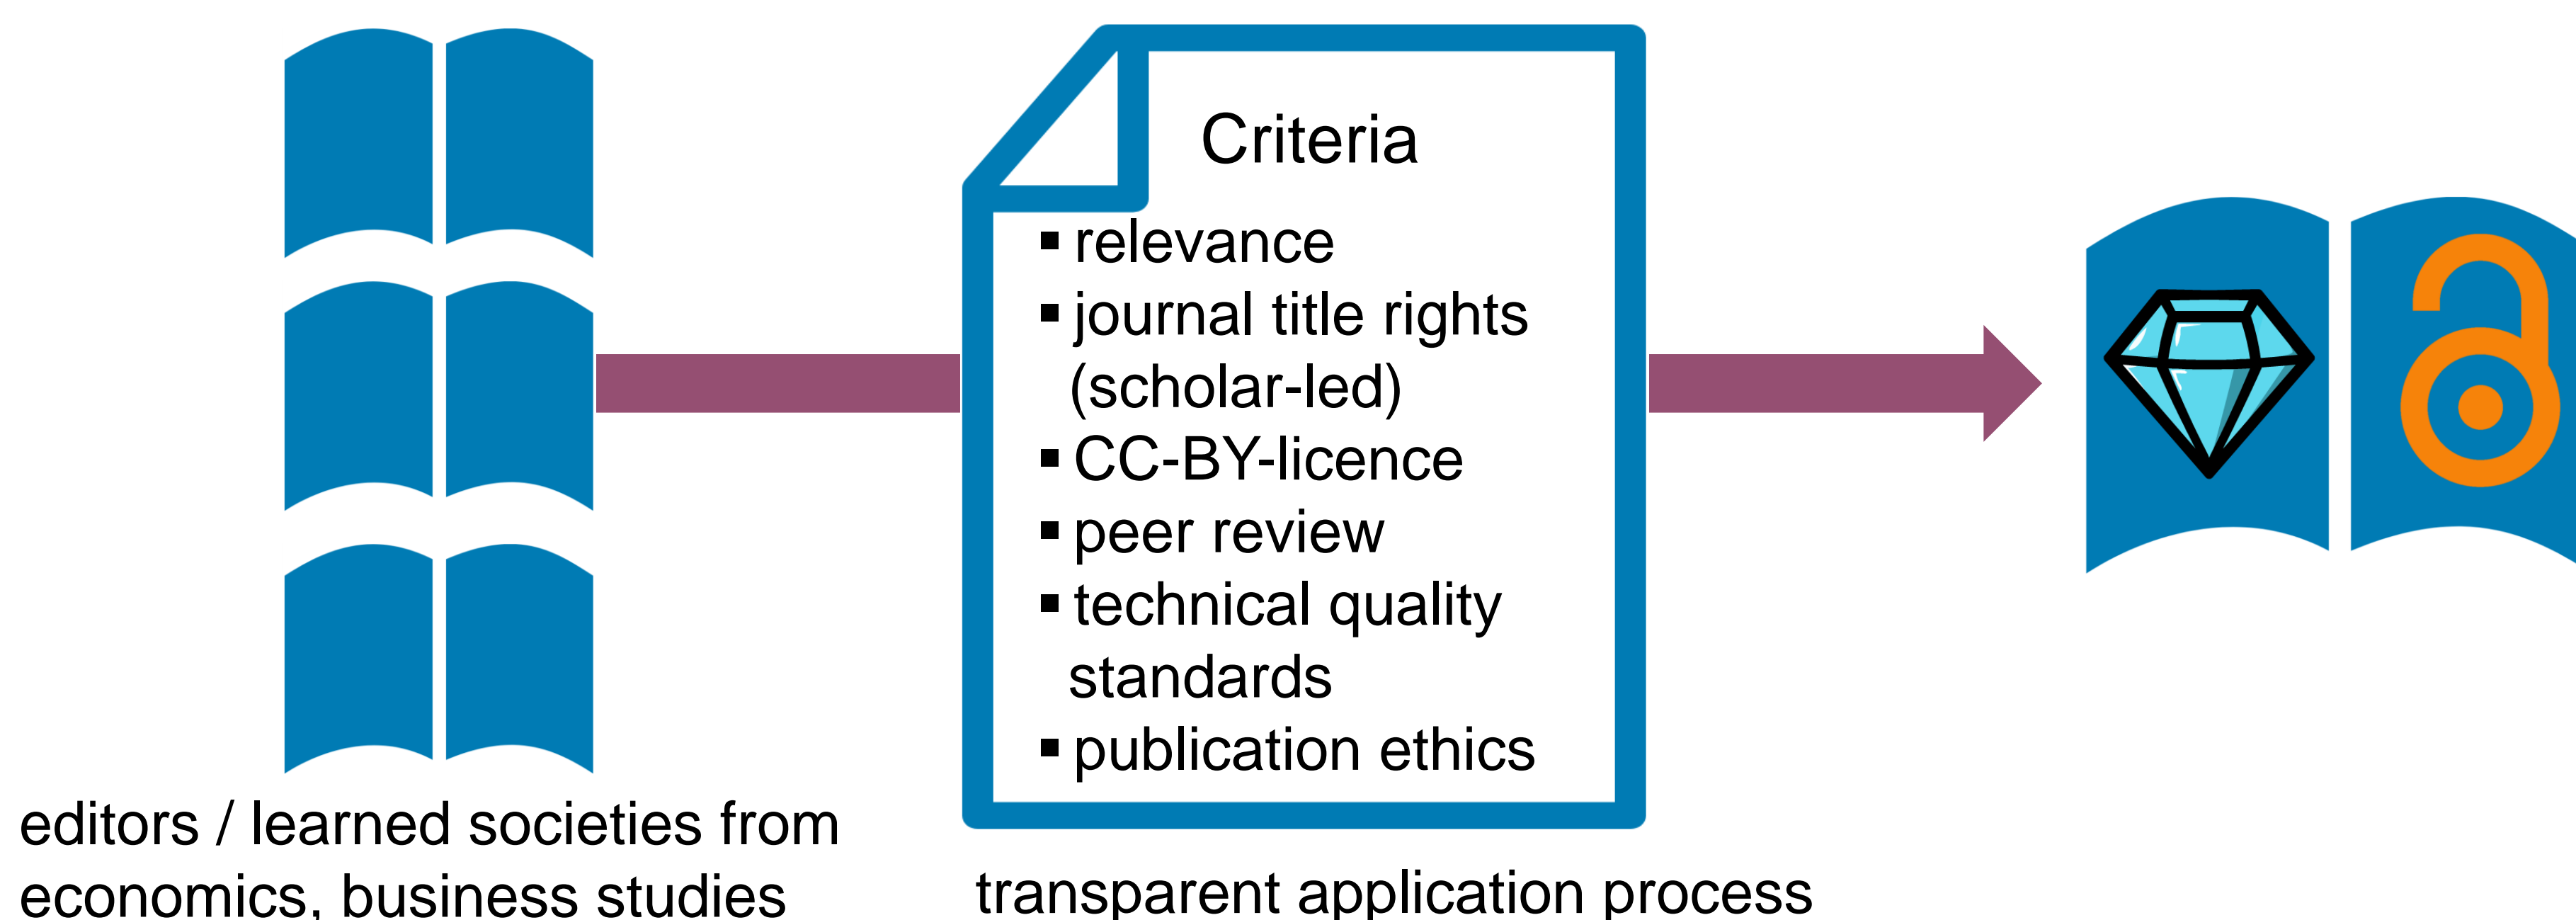 Criteria
▪ relevance
▪ journal title rights
(scholar-led)
▪ CC-BY-licence
▪ peer review
▪ technical quality
standards
▪ publication ethics
editors / learned societies from
economics, business studies
transparent application process